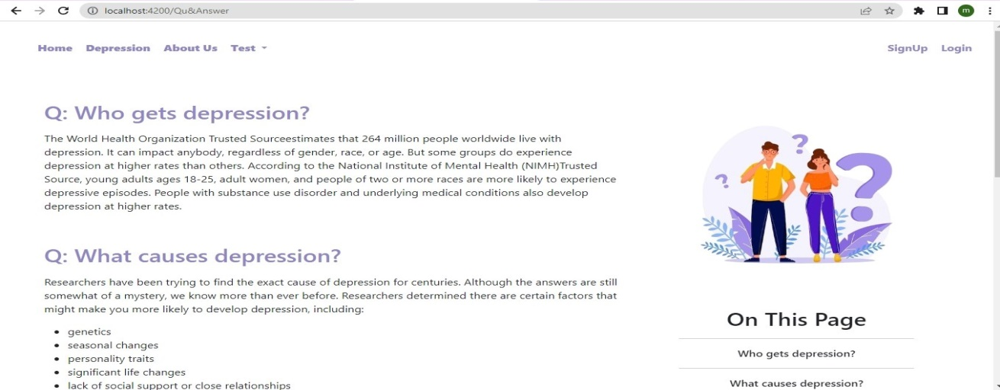 localhost:4200/Qu&Answer
m
Home Depression About Us Test
SignUp Login
Q: Who gets depression?
The World Health Organization Trusted Sourceestimates that 264 million people worldwide live with
depression. It can impact anybody, regardless of gender, race, or age. But some groups do experience
depression at higher rates than others. According to the National Institute of Mental Health (NIMH)Trusted
Source, young adults ages 18-25, adult women, and people of two or more races are more likely to experience
depressive episodes. People with substance use disorder and underlying medical conditions also develop
depression at higher rates.
Q: What causes depression?
Researchers have been trying to find the exact cause of depression for centuries. Although the answers are still
somewhat of a mystery, we know more than ever before. Researchers determined there are certain factors that
might make you more likely to develop depression, including:
• genetics
• seasonal changes
• personality traits
• significant life changes
• lack of social support or close relationships
? ? ?
On This Page
Who gets depression?
What causes depression?